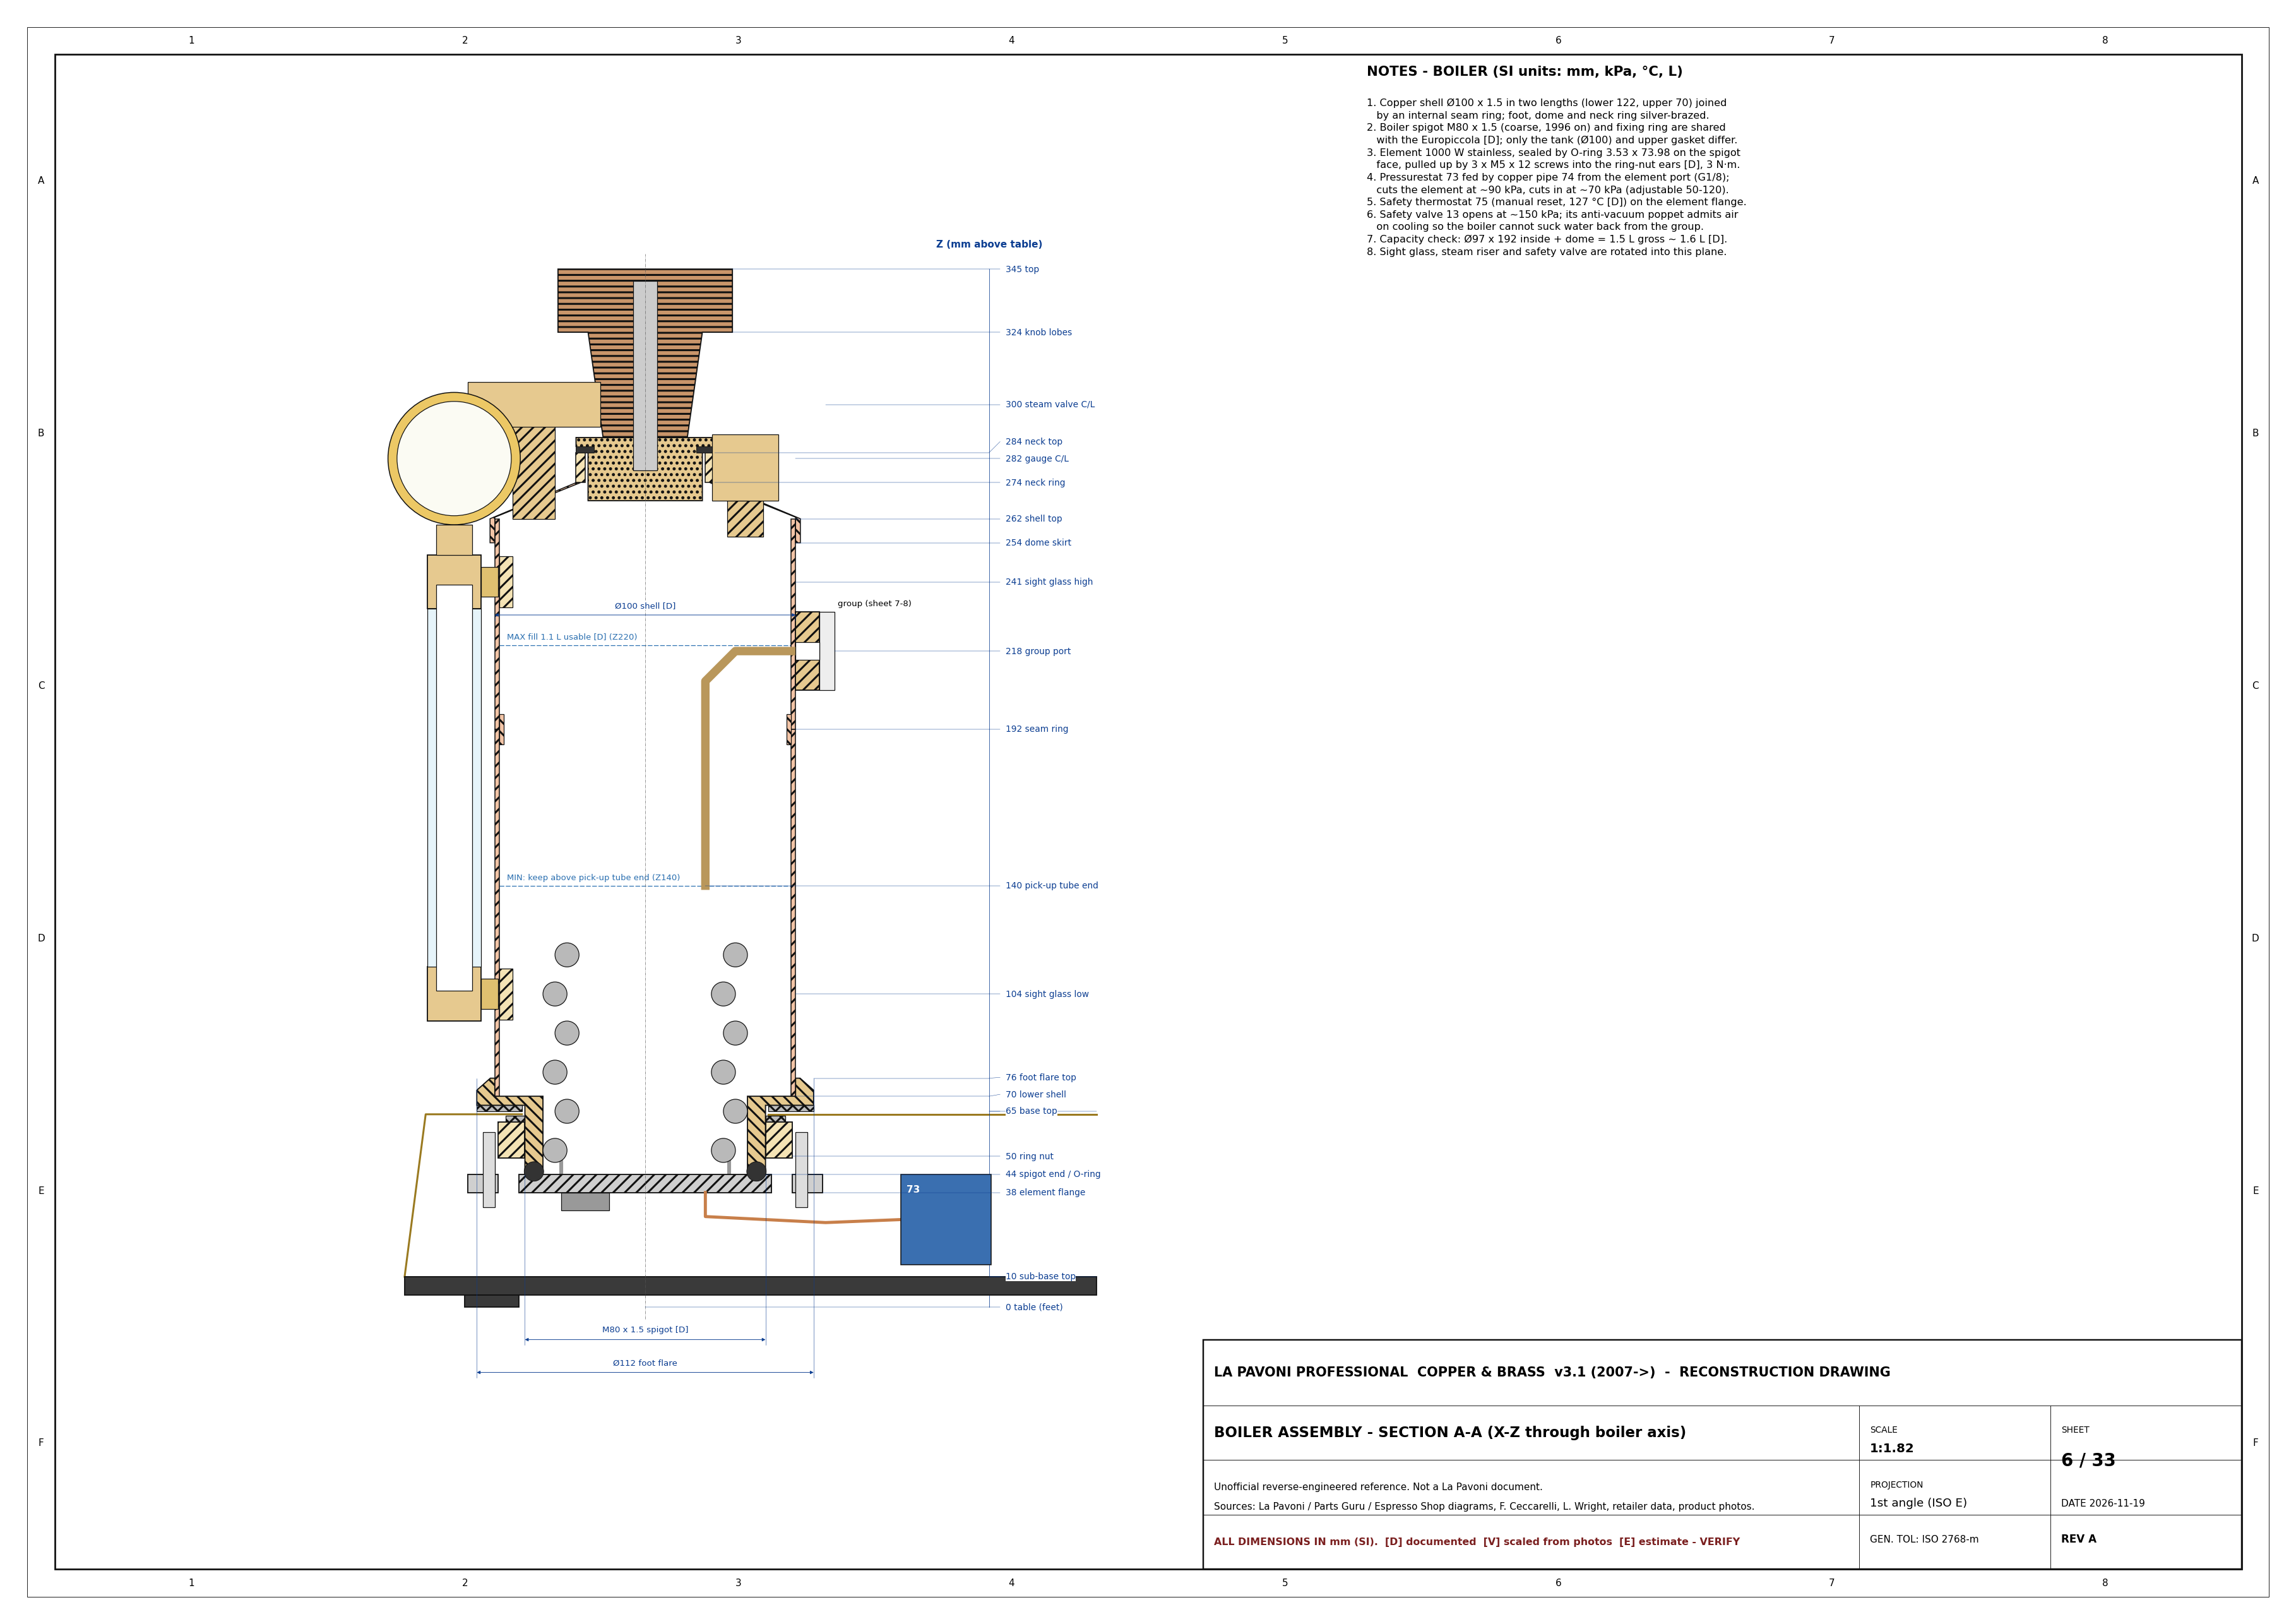 1 2 3 4 5 6 7 8
NOTES - BOILER (SI units: mm, kPa, °C, L)
1. Copper shell Ø100 x 1.5 in two lengths (lower 122, upper 70) joined
by an internal seam ring; foot, dome and neck ring silver-brazed.
2. Boiler spigot M80 x 1.5 (coarse, 1996 on) and fixing ring are shared
with the Europiccola [D]; only the tank (Ø100) and upper gasket differ.
3. Element 1000 W stainless, sealed by O-ring 3.53 x 73.98 on the spigot
face, pulled up by 3 x M5 x 12 screws into the ring-nut ears [D], 3 N·m.
4. Pressurestat 73 fed by copper pipe 74 from the element port (G1/8);
cuts the element at ~90 kPa, cuts in at ~70 kPa (adjustable 50-120).
5. Safety thermostat 75 (manual reset, 127 °C [D]) on the element flange.
6. Safety valve 13 opens at ~150 kPa; its anti-vacuum poppet admits air
on cooling so the boiler cannot suck water back from the group.
7. Capacity check: Ø97 x 192 inside + dome = 1.5 L gross ~ 1.6 L [D].
8. Sight glass, steam riser and safety valve are rotated into this plane.
A A
Z (mm above table)
345 top
324 knob lobes
300 steam valve C/L
B B
284 neck top
282 gauge C/L
274 neck ring
262 shell top
254 dome skirt
241 sight glass high
group (sheet 7-8)
Ø100 shell [D]
MAX fill 1.1 L usable [D] (Z220)
218 group port
C C
192 seam ring
MIN: keep above pick-up tube end (Z140)
140 pick-up tube end
D D
104 sight glass low
76 foot flare top
70 lower shell
65 base top
50 ring nut
44 spigot end / O-ring
73
38 element flange
E E
10 sub-base top
0 table (feet)
M80 x 1.5 spigot [D]
Ø112 foot flare
LA PAVONI PROFESSIONAL  COPPER & BRASS  v3.1 (2007->)  -  RECONSTRUCTION DRAWING
BOILER ASSEMBLY - SECTION A-A (X-Z through boiler axis)
SCALE
1:1.82
SHEET
6 / 33
F F
Unofficial reverse-engineered reference. Not a La Pavoni document.
Sources: La Pavoni / Parts Guru / Espresso Shop diagrams, F. Ceccarelli, L. Wright, retailer data, product photos.
PROJECTION
1st angle (ISO E)
DATE 2026-11-19
ALL DIMENSIONS IN mm (SI).  [D] documented  [V] scaled from photos  [E] estimate - VERIFY
GEN. TOL: ISO 2768-m
REV A
1 2 3 4 5 6 7 8